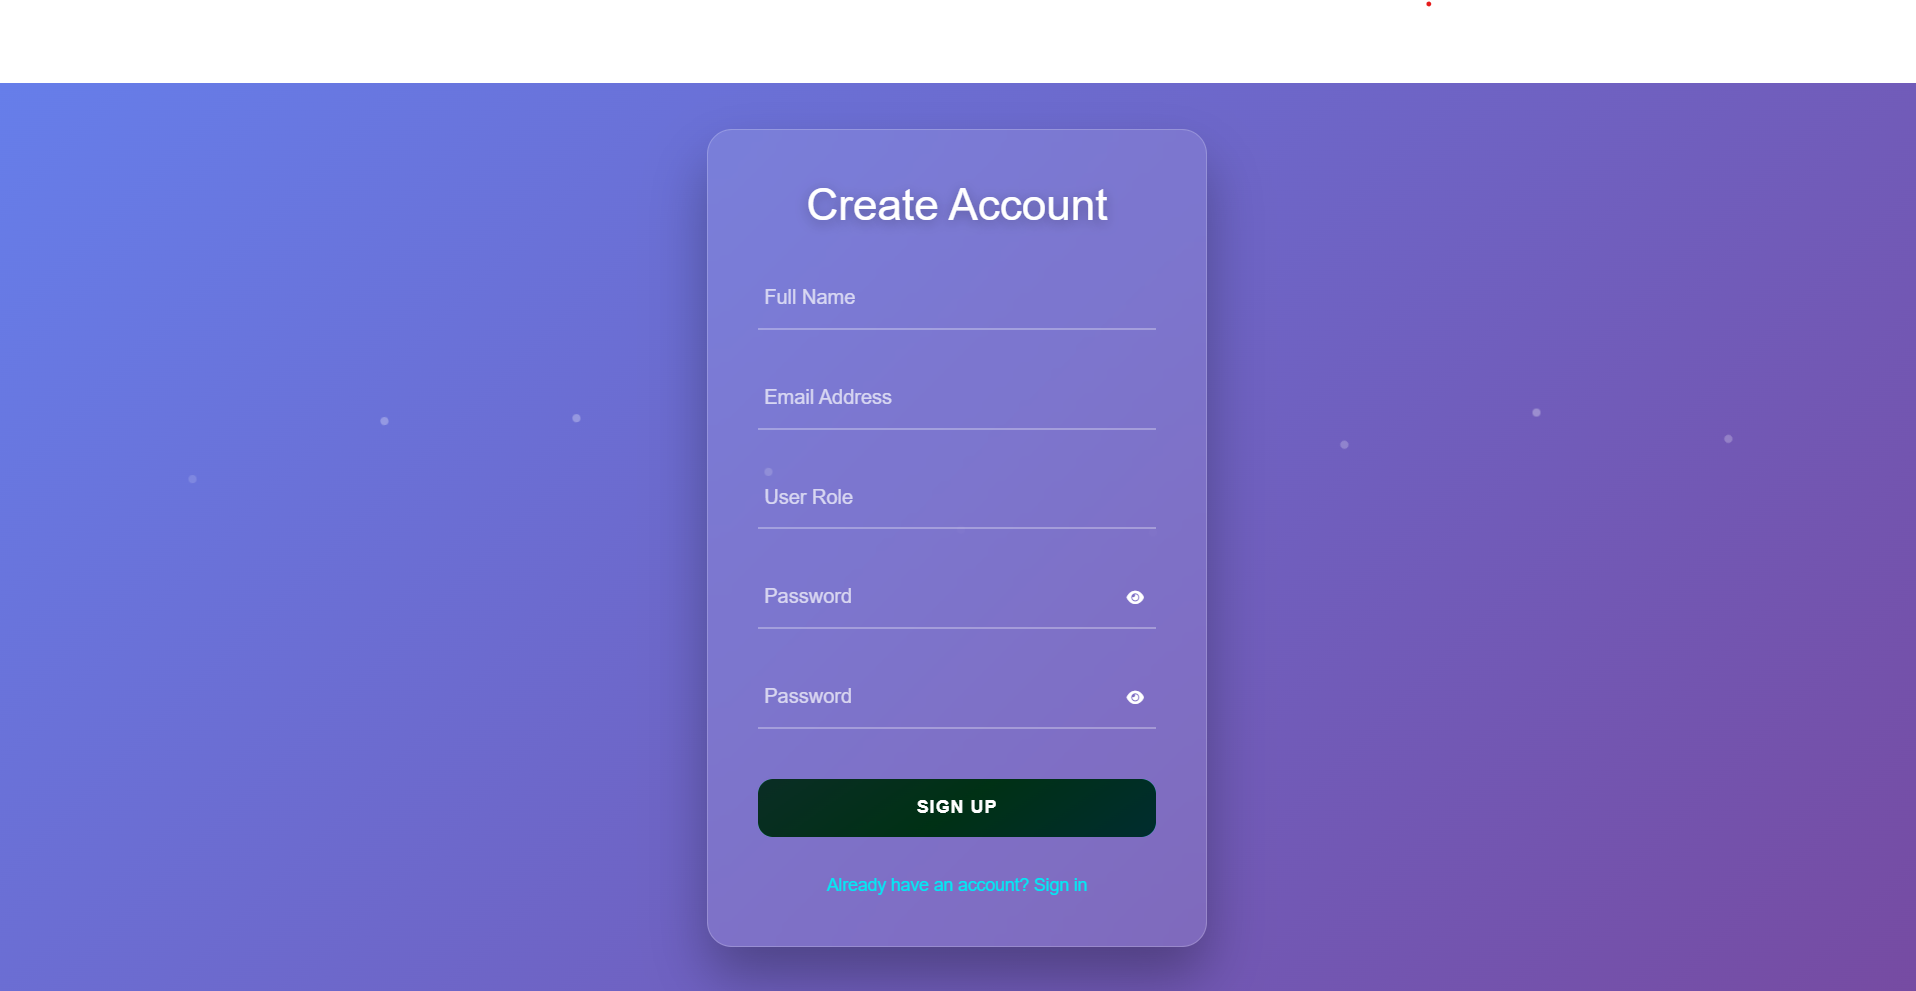 Create Account
Full Name
Email Address
User Role
Password
Password
SIGN UP
Already have an account? Sign in